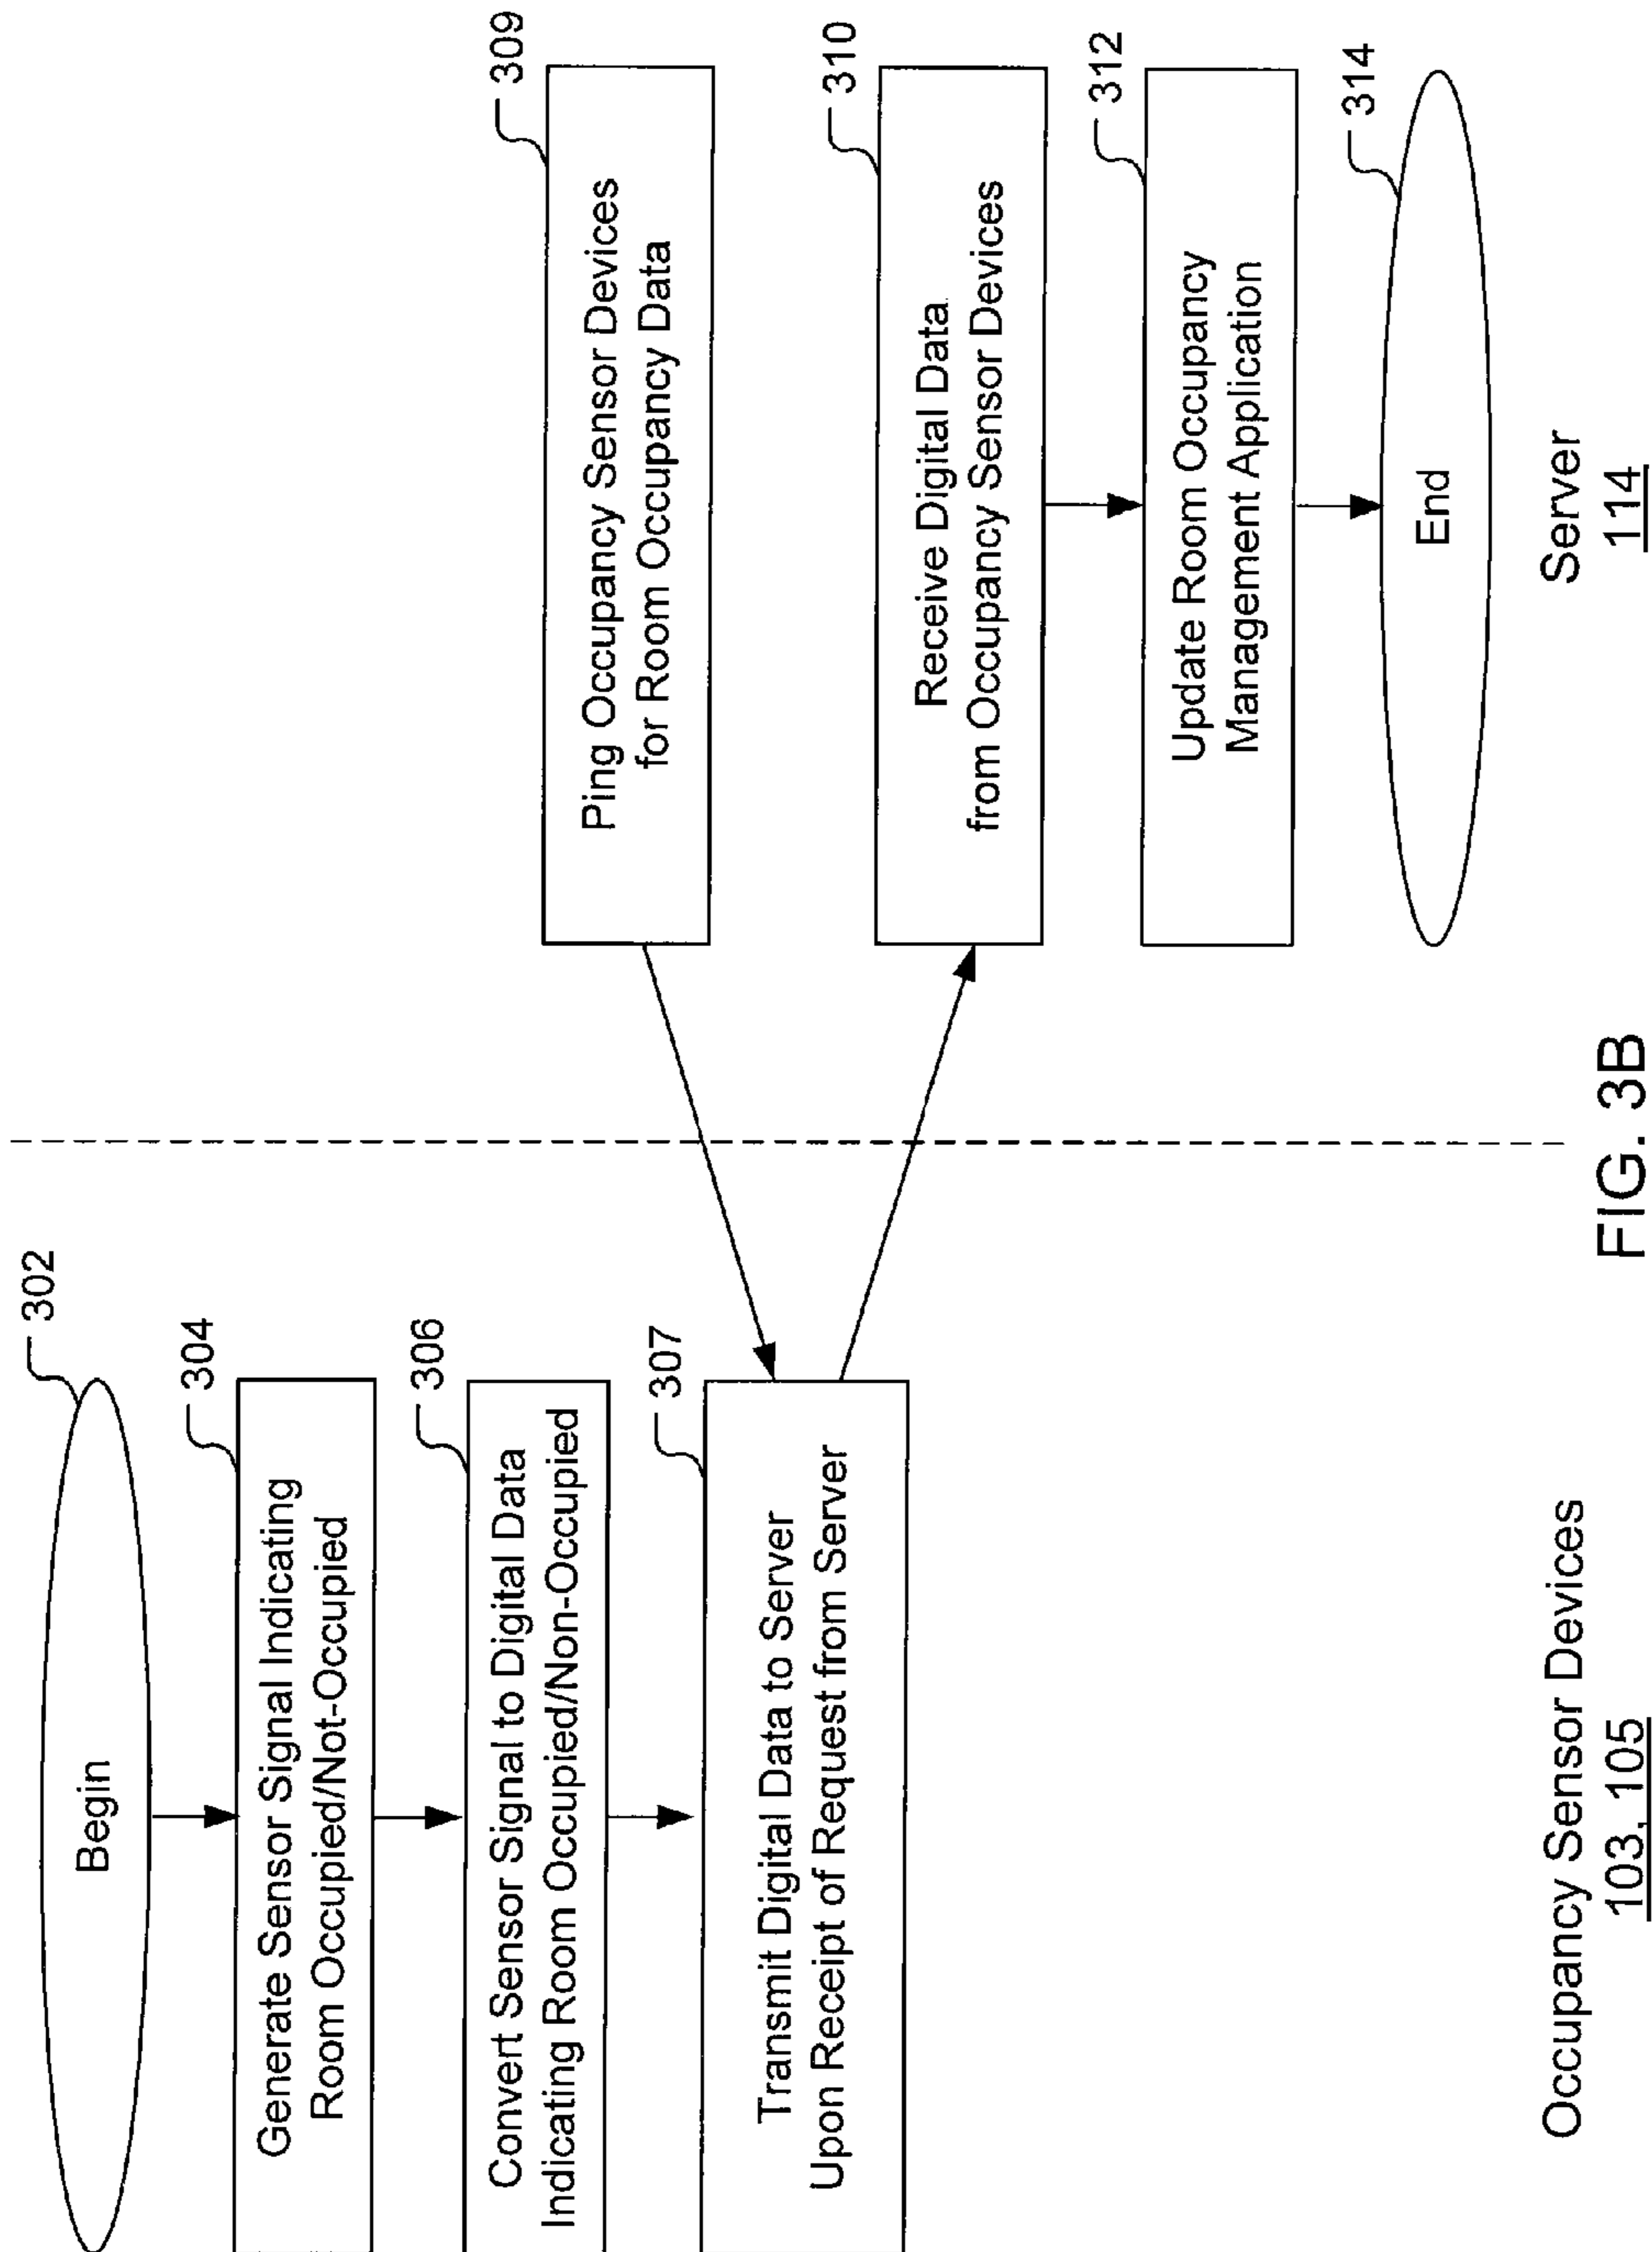 302
Begin
304
Generate Sensor Signal Indicating
Room Occupied/Not-Occupied
306
Convert Sensor Signal to Digital Data
Indicating Room Occupied/Non-Occupied
307
Transmit Digital Data to Server
Upon Receipt of Request from Server
Occupancy Sensor Devices
103, 105
309
Ping Occupancy Sensor Devices
for Room Occupancy Data
310
Receive Digital Data
from Occupancy Sensor Devices
312
Update Room Occupancy
Management Application
314
End
Server
114
FIG. 3B